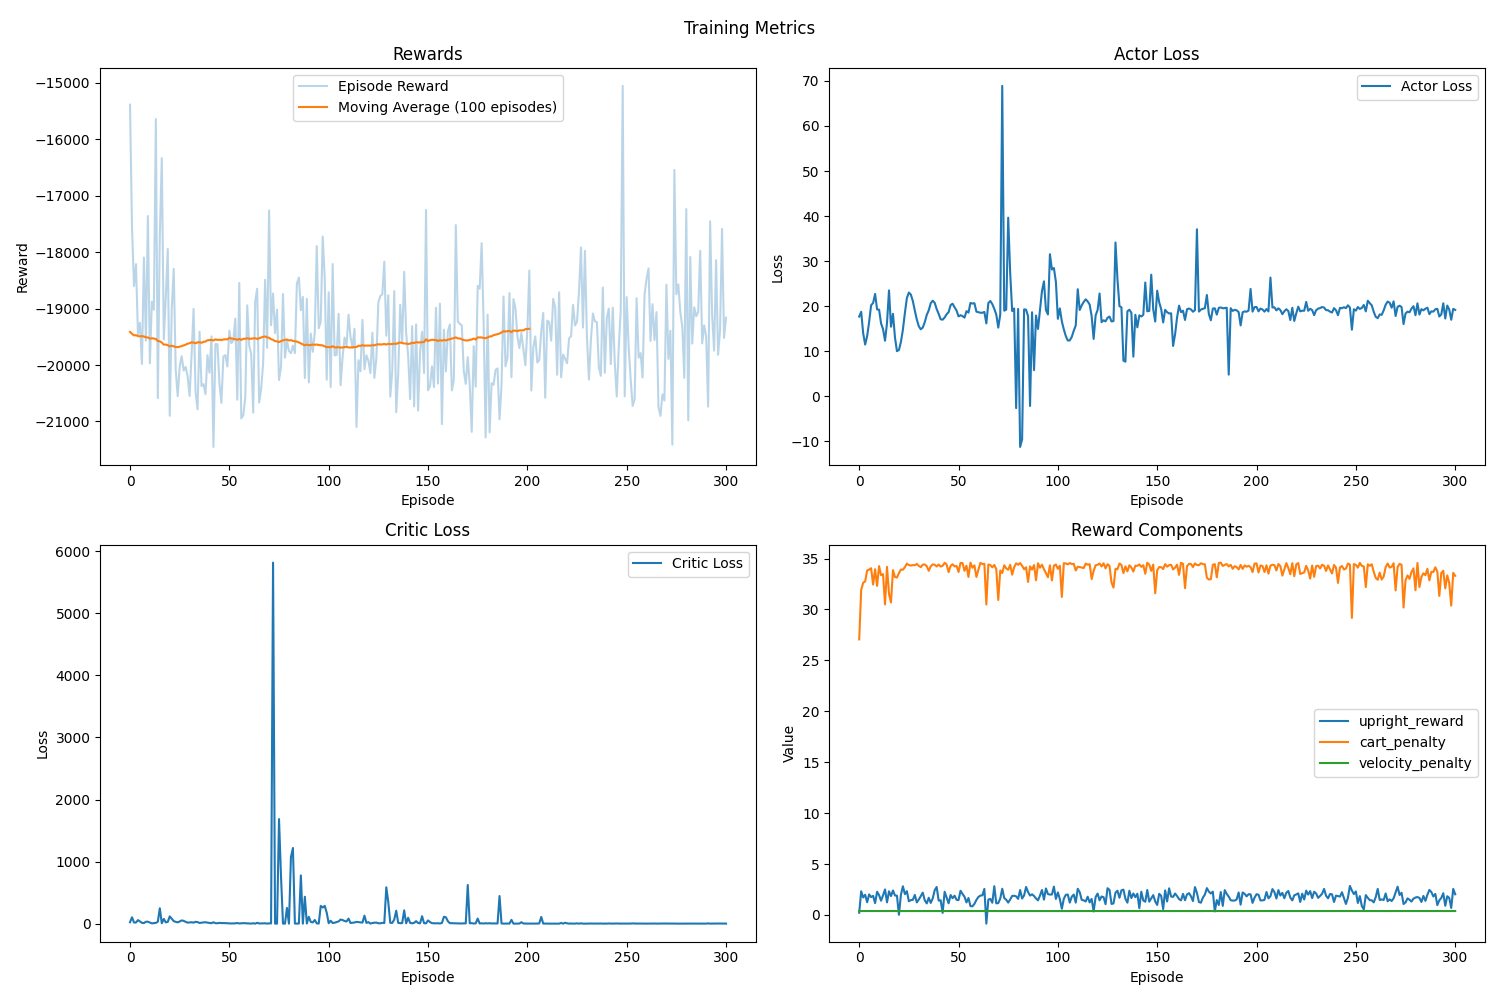 Training Metrics
Rewards
−15000
−16000
−17000
−18000
−19000
−20000
−21000
Reward
Episode Reward
Moving Average (100 episodes)
0 50 100 150 200 250 300
Episode
Actor Loss
70
60
50
40
30
20
10
0
−10
Loss
Actor Loss
0 50 100 150 200 250 300
Episode
Critic Loss
6000
5000
4000
3000
2000
1000
0
Loss
Critic Loss
0 50 100 150 200 250 300
Episode
Reward Components
35
30
25
20
15
10
5
0
Value
upright_reward
cart_penalty
velocity_penalty
0 50 100 150 200 250 300
Episode